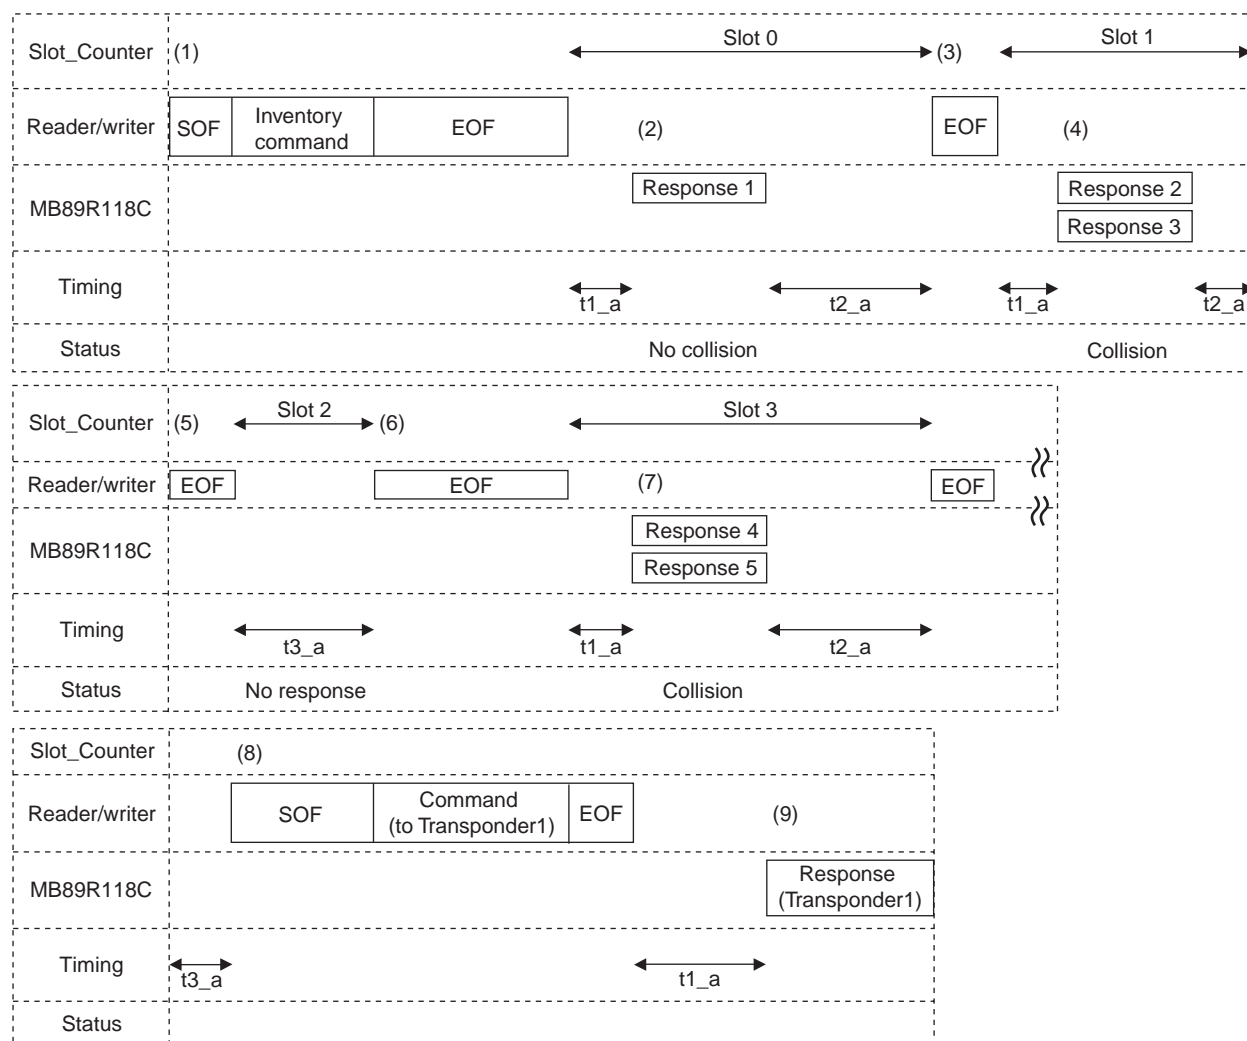 Slot_Counter (1) Slot 0 (3) Slot 1
Reader/writer SOF Inventory command EOF (2) EOF (4)
MB89R118C Response 1 Response 2
Response 3
Timing t1_a t2_a t1_a t2_a
Status No collision Collision
Slot_Counter (5) Slot 2 (6) Slot 3
Reader/writer EOF EOF (7) EOF
MB89R118C Response 4
Response 5
Timing t3_a t1_a t2_a
Status No response Collision
Slot_Counter (8)
Reader/writer SOF Command (to Transponder1) EOF (9)
MB89R118C Response (Transponder1)
Timing t3_a t1_a
Status